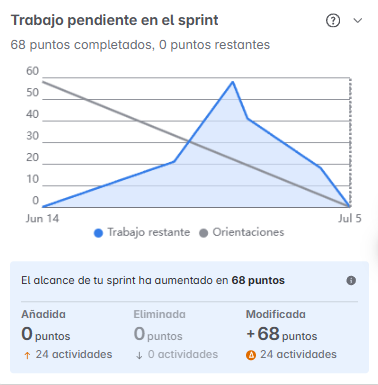 Trabajo pendiente en el sprint
68 puntos completados, 0 puntos restantes
60
50
40
30
20
10
0
Jun 14 Jul 5
Trabajo restante Orientaciones
El alcance de tu sprint ha aumentado en 68 puntos
Añadida Eliminada Modificada
0 puntos 0 puntos +68 puntos
↑ 24 actividades ↓ 0 actividades 24 actividades